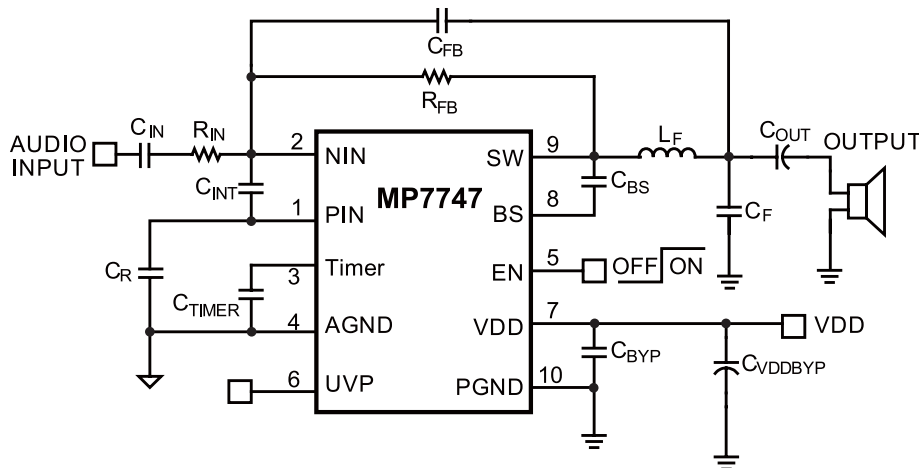 CFB
RFB
AUDIO INPUT
CIN
RIN
2
NIN
SW
9
LF
COUT
OUTPUT
CINT
MP7747
CBS
1
PIN
BS
8
CF
CR
3
Timer
EN
5
OFF ON
CTIMER
4
AGND
VDD
7
VDD
CBYP
CVDDBYP
6
UVP
PGND
10